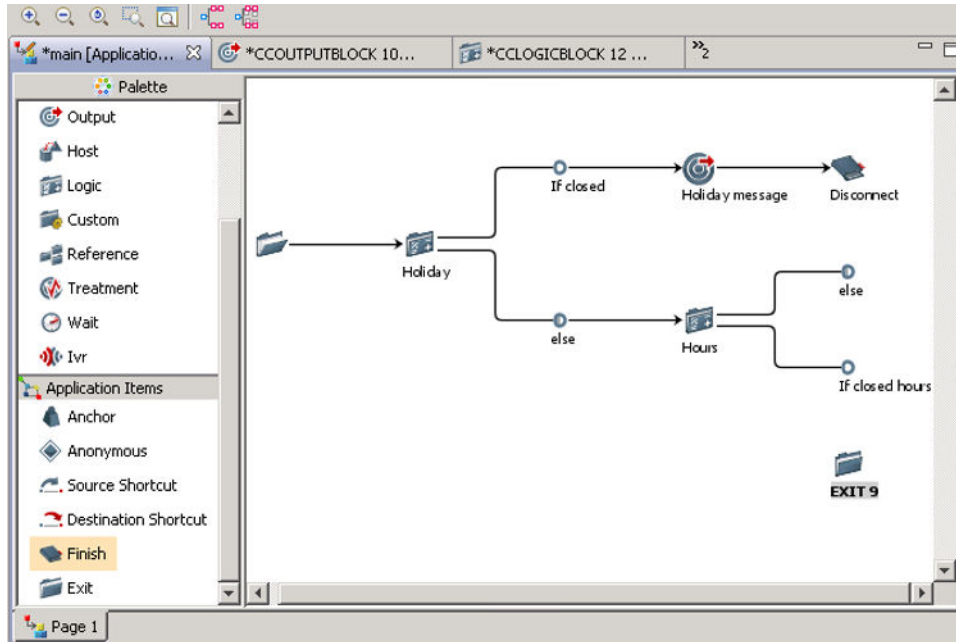 *main [Applicatio...
*CCOUTPUTBLOCK 10...
*CCLOGICBLOCK 12 ...
»2
Palette
Output
Host
Logic
Custom
Reference
Treatment
Wait
Ivr
Application Items
Anchor
Anonymous
Source Shortcut
Destination Shortcut
Finish
Exit
If closed
Holiday message
Disconnect
Holiday
else
else
Hours
If closed hours
EXIT 9
Page 1